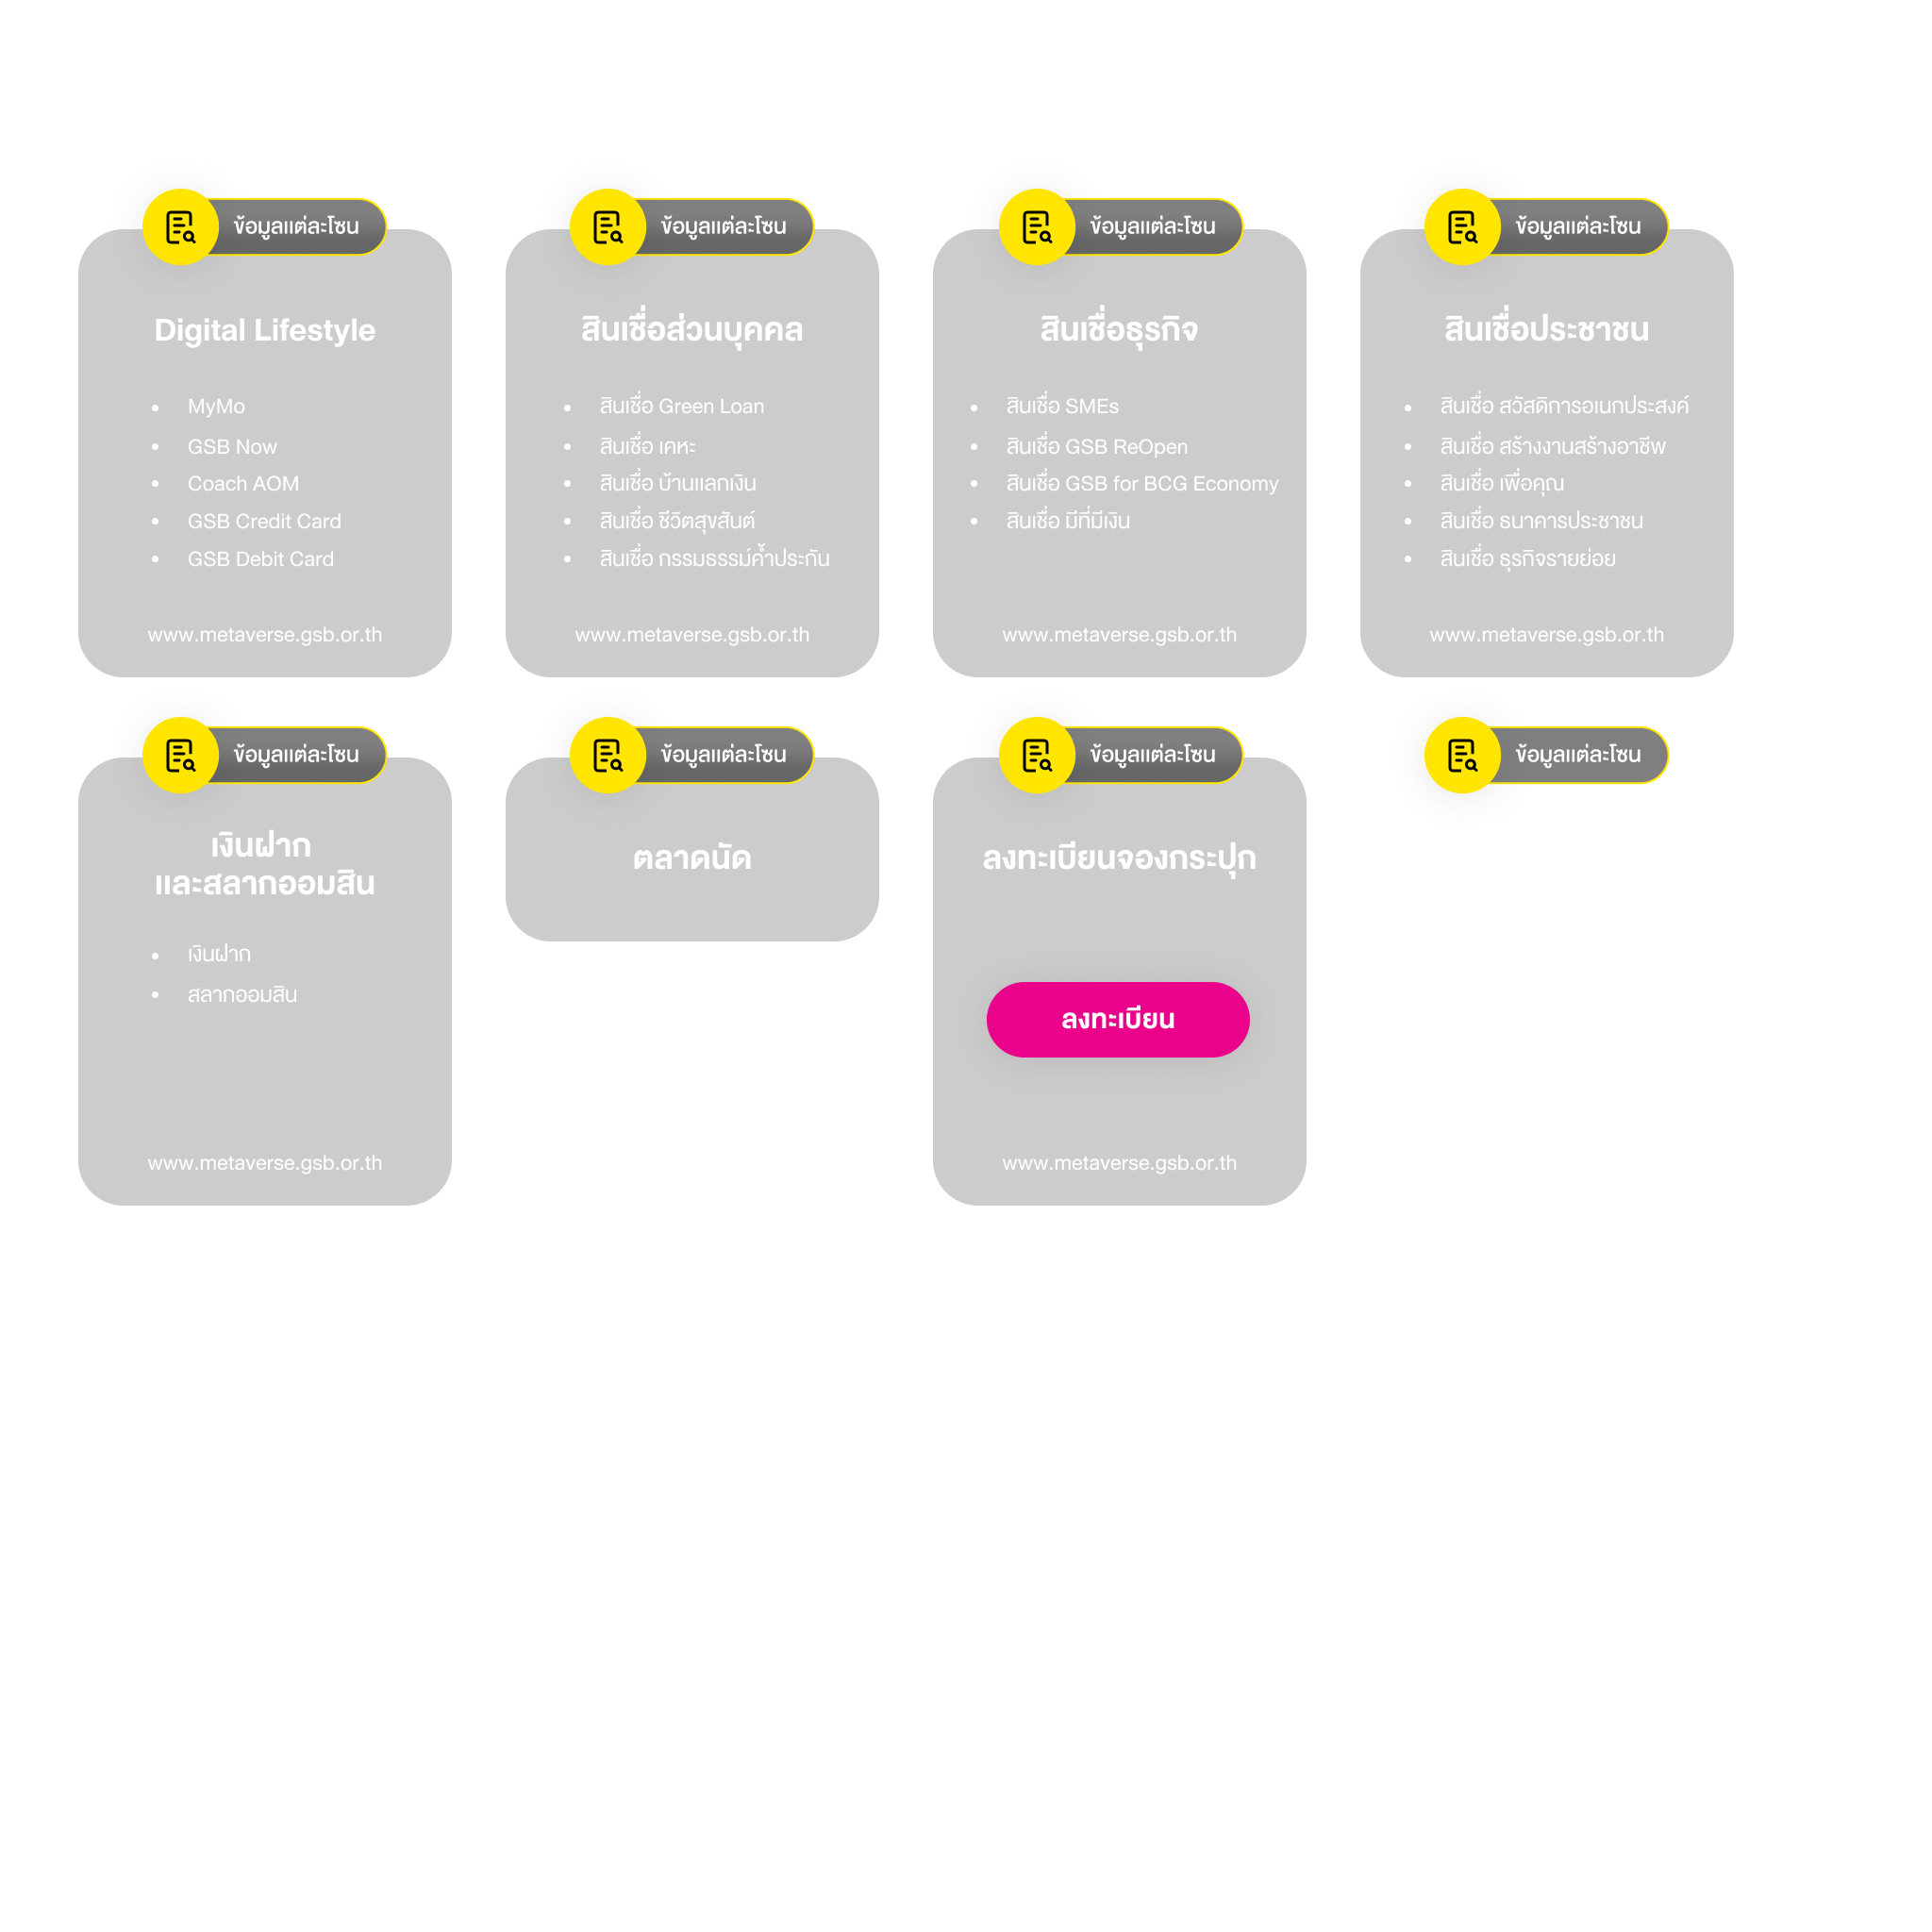 ข้อมูลแต่ละโซน
Digital Lifestyle
• MyMo
• GSB Now
• Coach AOM
• GSB Credit Card
• GSB Debit Card
www.metaverse.gsb.or.th
ข้อมูลแต่ละโซน
สินเชื่อส่วนบุคคล
• สินเชื่อ Green Loan
• สินเชื่อ เคหะ
• สินเชื่อ บ้านแลกเงิน
• สินเชื่อ ชีวิตสุขสันต์
• สินเชื่อ กรรมธรรม์ค้ำประกัน
www.metaverse.gsb.or.th
ข้อมูลแต่ละโซน
สินเชื่อธุรกิจ
• สินเชื่อ SMEs
• สินเชื่อ GSB ReOpen
• สินเชื่อ GSB for BCG Economy
• สินเชื่อ มีที่มีเงิน
www.metaverse.gsb.or.th
ข้อมูลแต่ละโซน
สินเชื่อประชาชน
• สินเชื่อ สวัสดิการอเนกประสงค์
• สินเชื่อ สร้างงานสร้างอาชีพ
• สินเชื่อ เพื่อคุณ
• สินเชื่อ ธนาคารประชาชน
• สินเชื่อ ธุรกิจรายย่อย
www.metaverse.gsb.or.th
ข้อมูลแต่ละโซน
เงินฝาก
และสลากออมสิน
• เงินฝาก
• สลากออมสิน
www.metaverse.gsb.or.th
ข้อมูลแต่ละโซน
ตลาดนัด
ข้อมูลแต่ละโซน
ลงทะเบียนจองกระปุก
ลงทะเบียน
www.metaverse.gsb.or.th
ข้อมูลแต่ละโซน